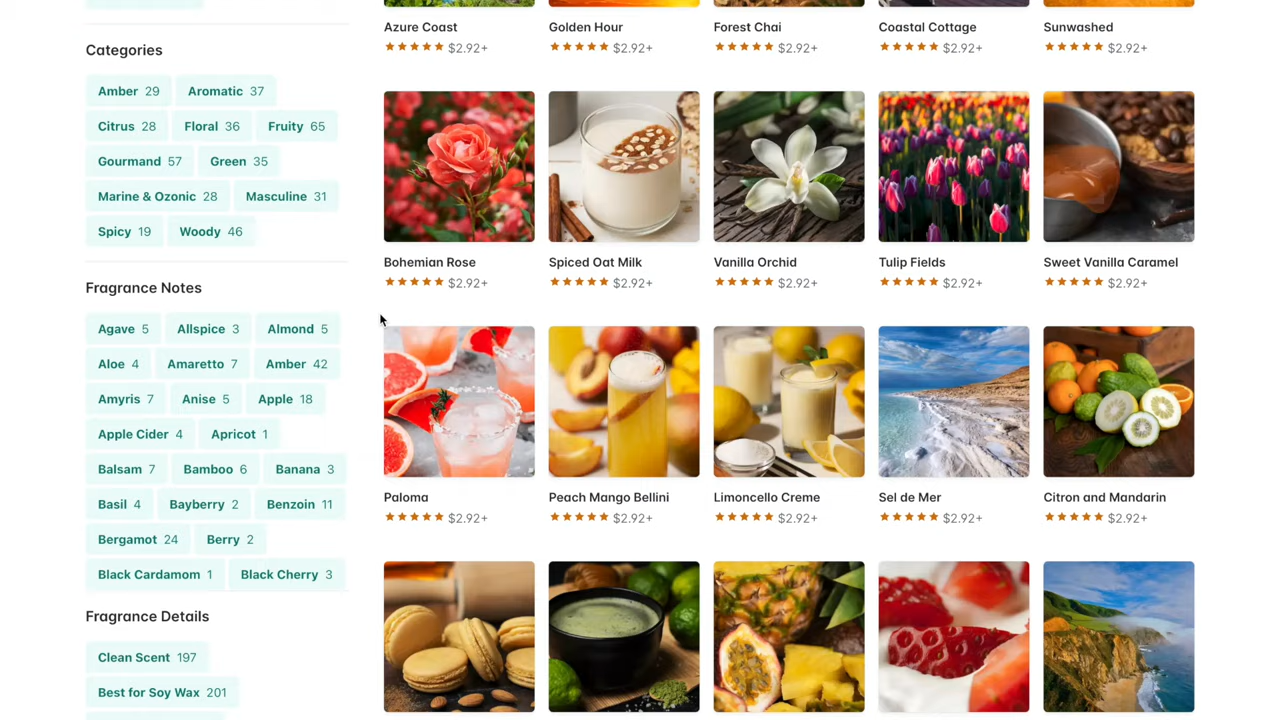 Azure Coast
$2.92+
Golden Hour
$2.92+
Forest Chai
$2.92+
Coastal Cottage
$2.92+
Sunwashed
$2.92+
Categories
Amber 29
Aromatic 37
Citrus 28
Floral 36
Fruity 65
Gourmand 57
Green 35
Marine & Ozonic 28
Masculine 31
Spicy 19
Woody 46
Fragrance Notes
Agave 5
Allspice 3
Almond 5
Aloe 4
Amaretto 7
Amber 42
Amyris 7
Anise 5
Apple 18
Apple Cider 4
Apricot 1
Balsam 7
Bamboo 6
Banana 3
Basil 4
Bayberry 2
Benzoin 11
Bergamot 24
Berry 2
Black Cardamom 1
Black Cherry 3
Fragrance Details
Clean Scent 197
Best for Soy Wax 201
Bohemian Rose
$2.92+
Spiced Oat Milk
$2.92+
Vanilla Orchid
$2.92+
Tulip Fields
$2.92+
Sweet Vanilla Caramel
$2.92+
Paloma
$2.92+
Peach Mango Bellini
$2.92+
Limoncello Creme
$2.92+
Sel de Mer
$2.92+
Citron and Mandarin
$2.92+